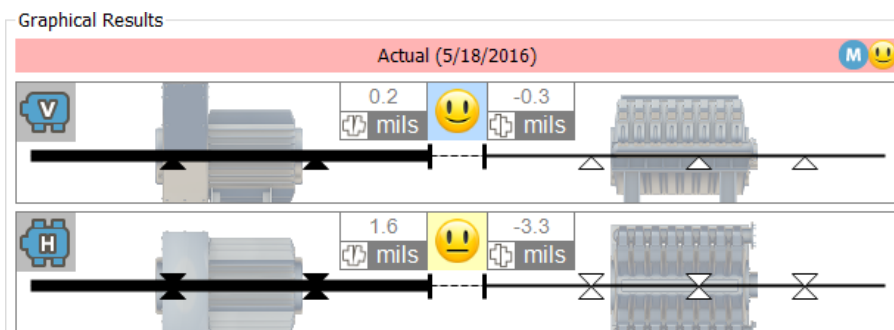 Graphical Results
Actual (5/18/2016)
M
V
0.2
-0.3
mils
mils
H
1.6
-3.3
mils
mils